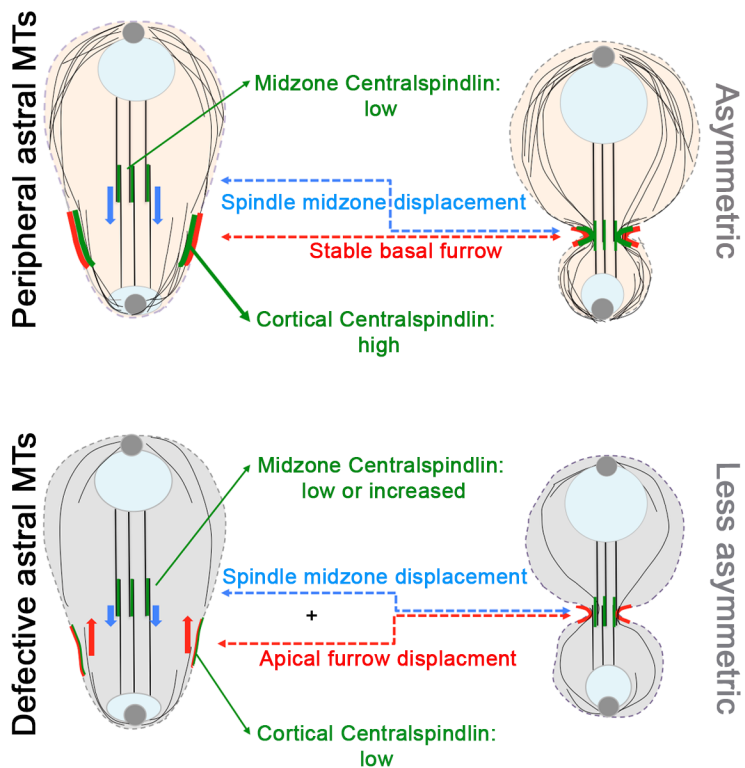 Peripheral astral MTs
Midzone Centralspindlin:
low
Spindle midzone displacement
Stable basal furrow
Cortical Centralspindlin:
high
Asymmetric
Defective astral MTs
Midzone Centralspindlin:
low or increased
Spindle midzone displacement
+
Apical furrow displacment
Cortical Centralspindlin:
low
Less asymmetric